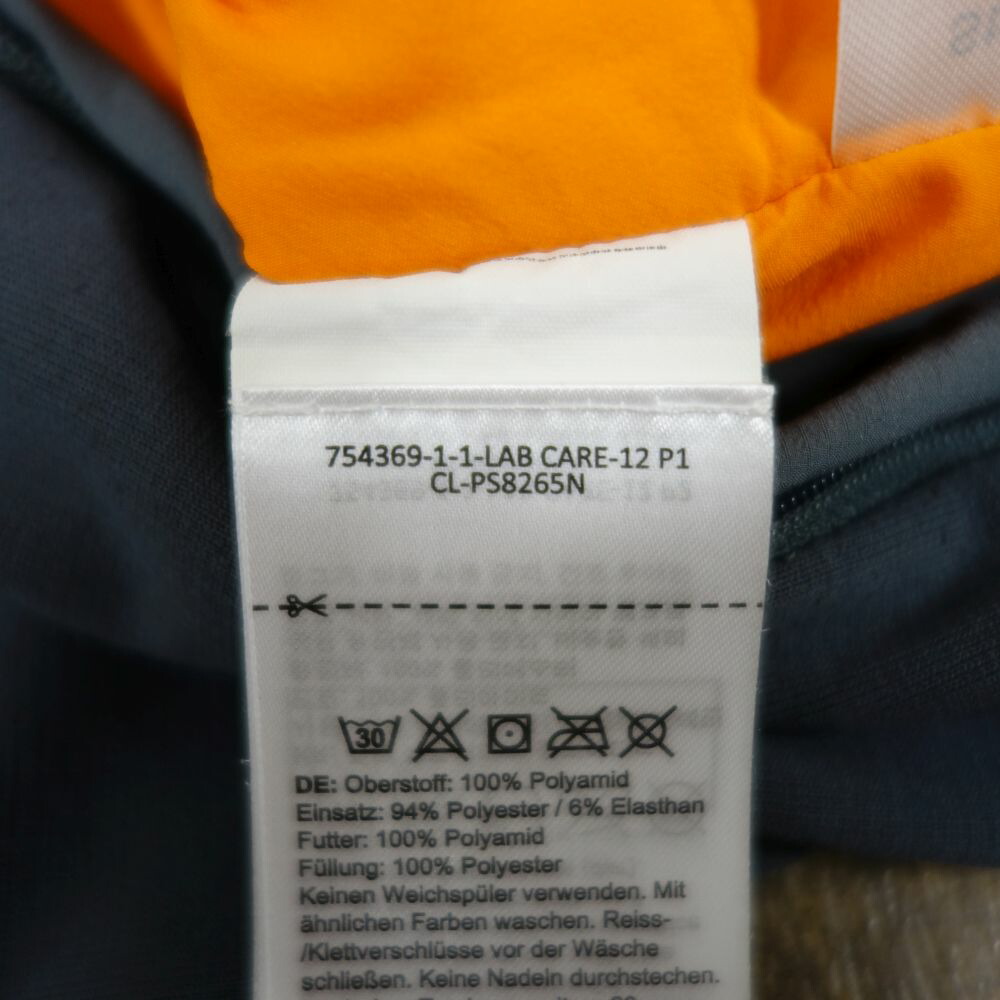 754369-1-1-LAB CARE-12 P1
CL-PS8265N
30
DE: Oberstoff: 100% Polyamid
Einsatz: 94% Polyester / 6% Elasthan
Futter: 100% Polyamid
Füllung: 100% Polyester
Keinen Weichspüler verwenden. Mit
ähnlichen Farben waschen. Reiss-
/Klettverschlüsse vor der Wäsche
schließen. Keine Nadeln durchstechen.